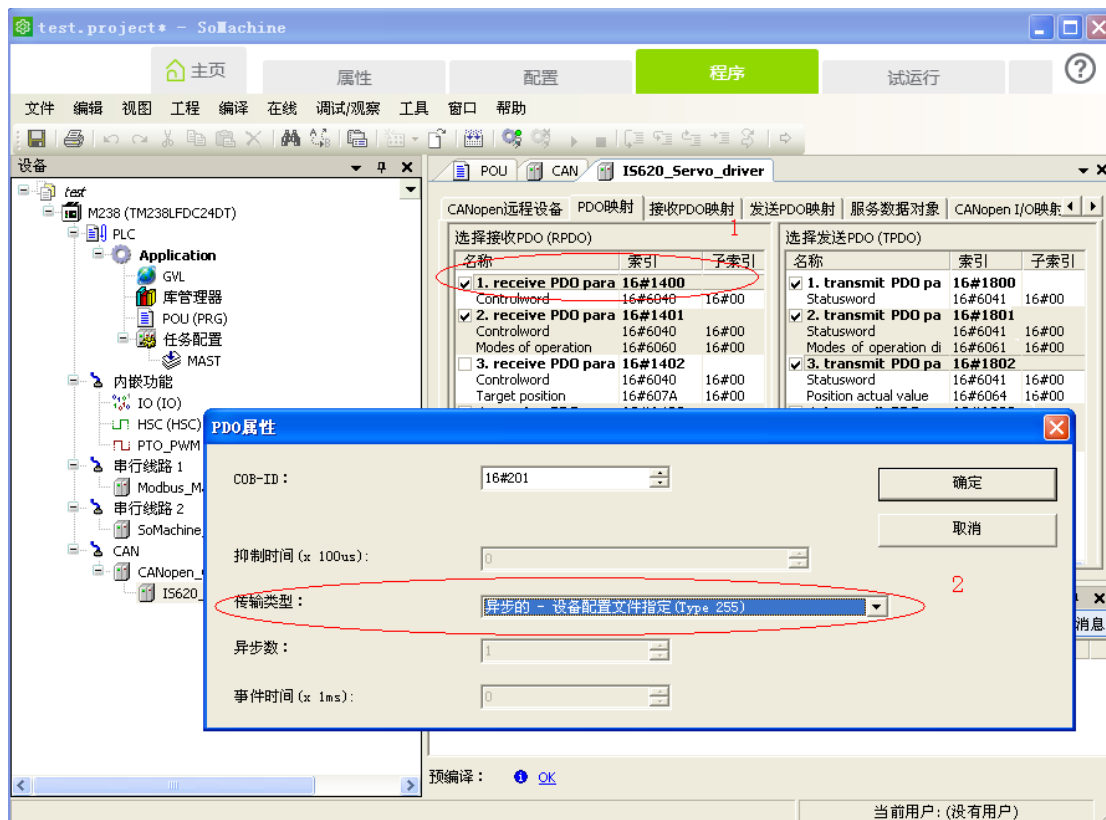 test.project* - SoMachine
主页
属性
配置
程序
试运行
文件 编辑 视图 工程 编译 在线 调试/观察 工具 窗口 帮助
设备
test
M238 (TM238LFDC24DT)
PLC
Application
GVL
库管理器
POU (PRG)
任务配置
MAST
内嵌功能
IO (IO)
HSC (HSC)
PTO_PWM
串行线路 1
Modbus_Ma
串行线路 2
SoMachine_
CAN
CANopen_
IS620_
POU CAN IS620_Servo_driver
CANopen远程设备 PDO映射 接收PDO映射 发送PDO映射 服务数据对象 CANopen I/O映射
1
选择接收PDO (RPDO)
名称 索引 子索引
1. receive PDO para 16#1400
Controlword 16#6040 16#00
2. receive PDO para 16#1401
Controlword 16#6040 16#00
Modes of operation 16#6060 16#00
3. receive PDO para 16#1402
Controlword 16#6040 16#00
Target position 16#607A 16#00
选择发送PDO (TPDO)
名称 索引 子索引
1. transmit PDO pa 16#1800
Statusword 16#6041 16#00
2. transmit PDO pa 16#1801
Statusword 16#6041 16#00
Modes of operation di 16#6061 16#00
3. transmit PDO pa 16#1802
Statusword 16#6041 16#00
Position actual value 16#6064 16#00
PDO属性
COB-ID: 16#201
确定
取消
抑制时间(x 100us): 0
传输类型: 异步的 - 设备配置文件指定(Type 255)
2
异步数: 1
事件时间(x 1ms): 0
消息
预编译: OK
当前用户: (没有用户)